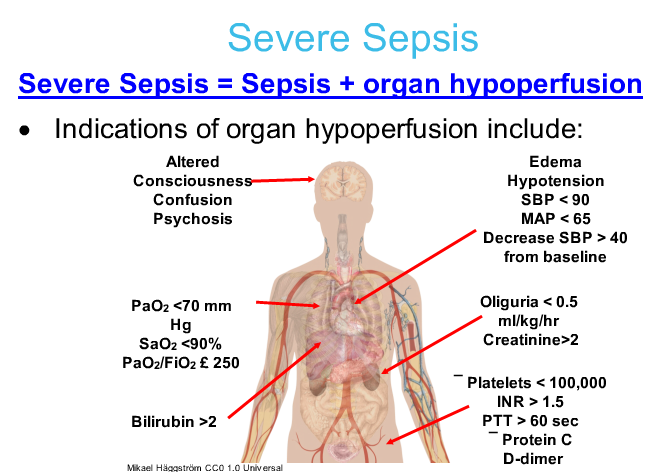 Severe Sepsis
Severe Sepsis = Sepsis + organ hypoperfusion
• Indications of organ hypoperfusion include:
Altered
Consciousness
Confusion
Psychosis
Edema
Hypotension
SBP < 90
MAP < 65
Decrease SBP > 40
from baseline
PaO₂ <70 mm
Hg
SaO₂ <90%
PaO₂/FiO₂ £ 250
Oliguria < 0.5
ml/kg/hr
Creatinine>2
Bilirubin >2
¯ Platelets < 100,000
INR > 1.5
PTT > 60 sec
¯ Protein C
D-dimer
Mikael Häggström CC0 1.0 Universal